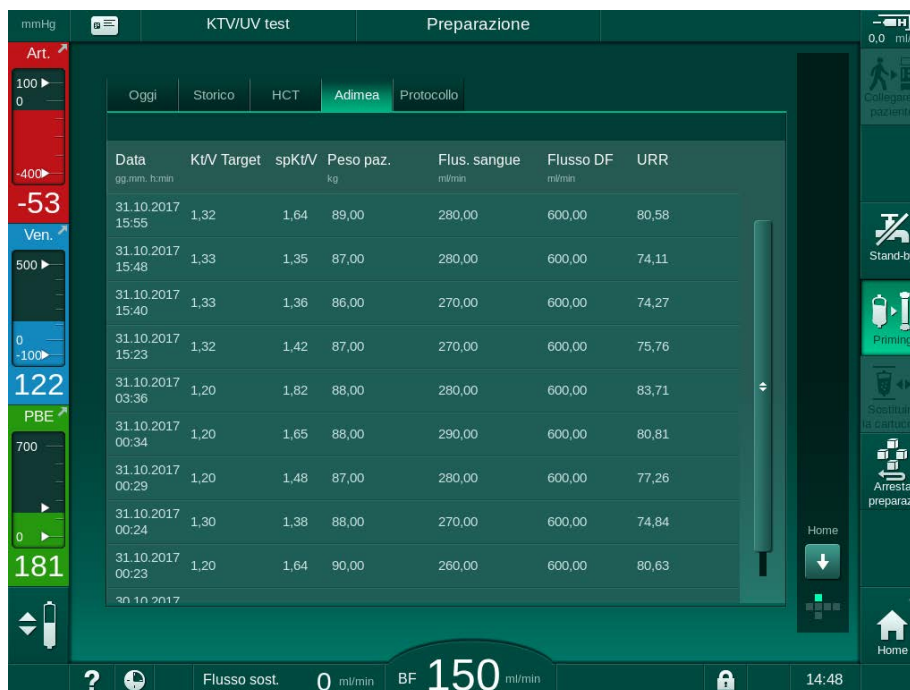 mmHg
KTV/UV test
Preparazione
0,0 ml/
Art.
100
0
-400
-53
Ven.
500
0
-100
122
PBE
700
0
181
Oggi
Storico
HCT
Adimea
Protocollo
Data Kt/V Target spKt/V Peso paz. Flus. sangue Flusso DF URR
gg.mm. h:min kg ml/min ml/min
31.10.2017
15:55 1,32 1,64 89,00 280,00 600,00 80,58
31.10.2017
15:48 1,33 1,35 87,00 280,00 600,00 74,11
31.10.2017
15:40 1,33 1,36 86,00 270,00 600,00 74,27
31.10.2017
15:23 1,32 1,42 87,00 270,00 600,00 75,76
31.10.2017
03:36 1,20 1,82 88,00 280,00 600,00 83,71
31.10.2017
00:34 1,20 1,65 88,00 290,00 600,00 80,81
31.10.2017
00:29 1,20 1,48 87,00 280,00 600,00 77,26
31.10.2017
00:24 1,30 1,38 88,00 270,00 600,00 74,84
31.10.2017
00:23 1,20 1,64 90,00 260,00 600,00 80,63
30.10.2017
Home
Collegare
paziente
Stand-b
Priming
Sostitui
la cartuc
Arresta
preparaz
Home
? Flusso sost. 0 ml/min BF 150 ml/min 14:48